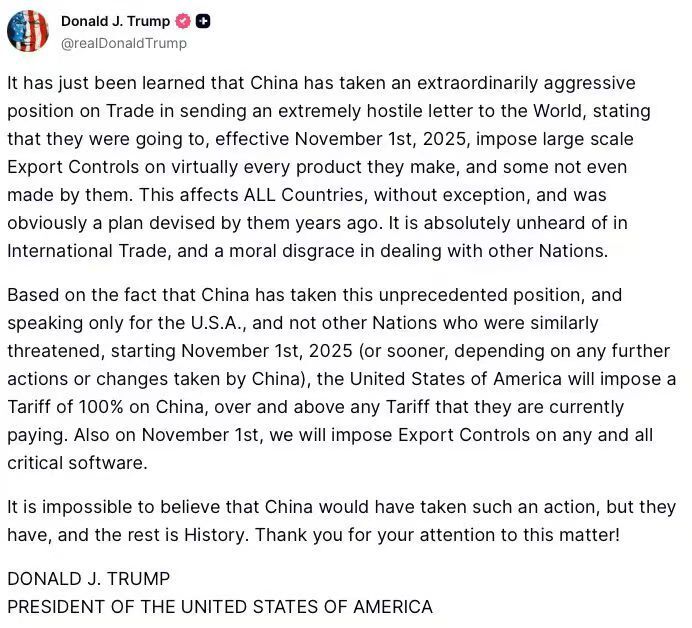 Donald J. Trump
@realDonaldTrump
It has just been learned that China has taken an extraordinarily aggressive
position on Trade in sending an extremely hostile letter to the World, stating
that they were going to, effective November 1st, 2025, impose large scale
Export Controls on virtually every product they make, and some not even
made by them. This affects ALL Countries, without exception, and was
obviously a plan devised by them years ago. It is absolutely unheard of in
International Trade, and a moral disgrace in dealing with other Nations.
Based on the fact that China has taken this unprecedented position, and
speaking only for the U.S.A., and not other Nations who were similarly
threatened, starting November 1st, 2025 (or sooner, depending on any further
actions or changes taken by China), the United States of America will impose a
Tariff of 100% on China, over and above any Tariff that they are currently
paying. Also on November 1st, we will impose Export Controls on any and all
critical software.
It is impossible to believe that China would have taken such an action, but they
have, and the rest is History. Thank you for your attention to this matter!
DONALD J. TRUMP
PRESIDENT OF THE UNITED STATES OF AMERICA